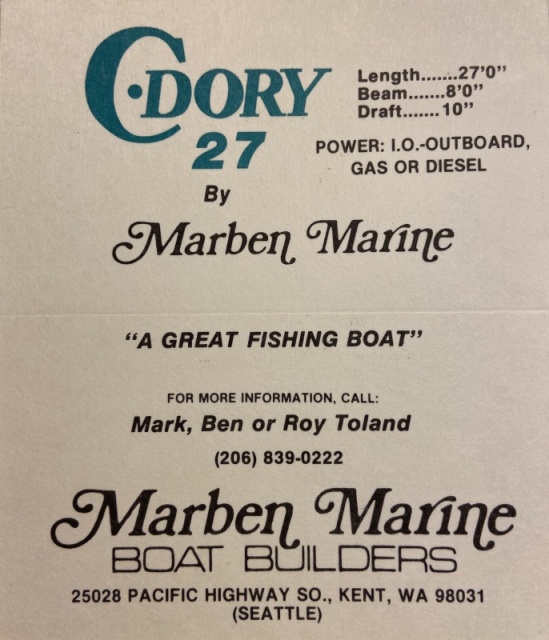 C·DORY
27
Length.......27'0"
Beam.......8'0"
Draft.......10"
POWER: I.O.-OUTBOARD,
GAS OR DIESEL
By
Marben Marine
"A GREAT FISHING BOAT"
FOR MORE INFORMATION, CALL:
Mark, Ben or Roy Toland
(206) 839-0222
Marben Marine
BOAT BUILDERS
25028 PACIFIC HIGHWAY SO., KENT, WA 98031
(SEATTLE)